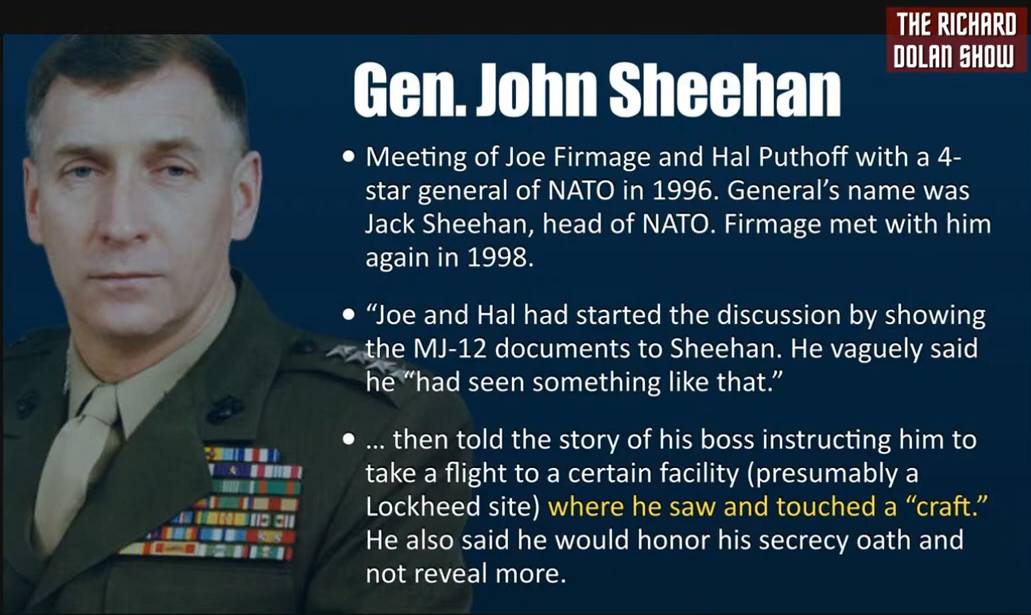 THE RICHARD
DOLAN SHOW
Gen. John Sheehan
• Meeting of Joe Firmage and Hal Puthoff with a 4-
star general of NATO in 1996. General’s name was
Jack Sheehan, head of NATO. Firmage met with him
again in 1998.
• “Joe and Hal had started the discussion by showing
the MJ-12 documents to Sheehan. He vaguely said
he “had seen something like that.”
• ... then told the story of his boss instructing him to
take a flight to a certain facility (presumably a
Lockheed site) where he saw and touched a “craft.”
He also said he would honor his secrecy oath and
not reveal more.